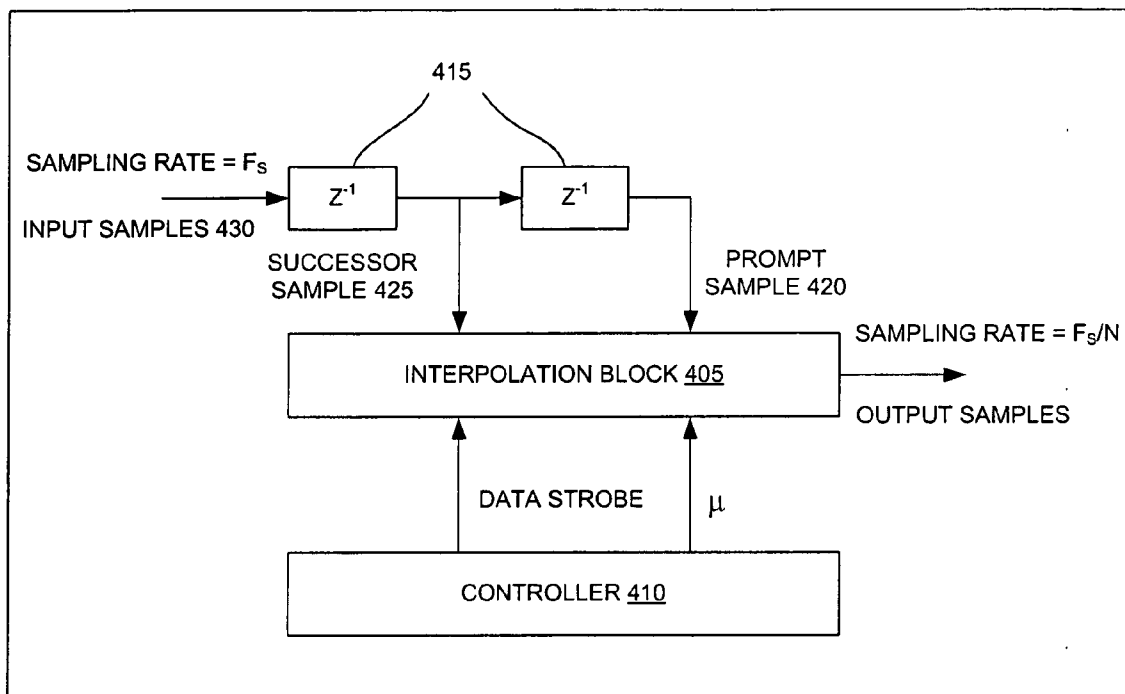 415
SAMPLING RATE = FS
Z-1
Z-1
INPUT SAMPLES 430
SUCCESSOR
SAMPLE 425
PROMPT
SAMPLE 420
SAMPLING RATE = FS/N
INTERPOLATION BLOCK 405
OUTPUT SAMPLES
DATA STROBE
μ
CONTROLLER 410